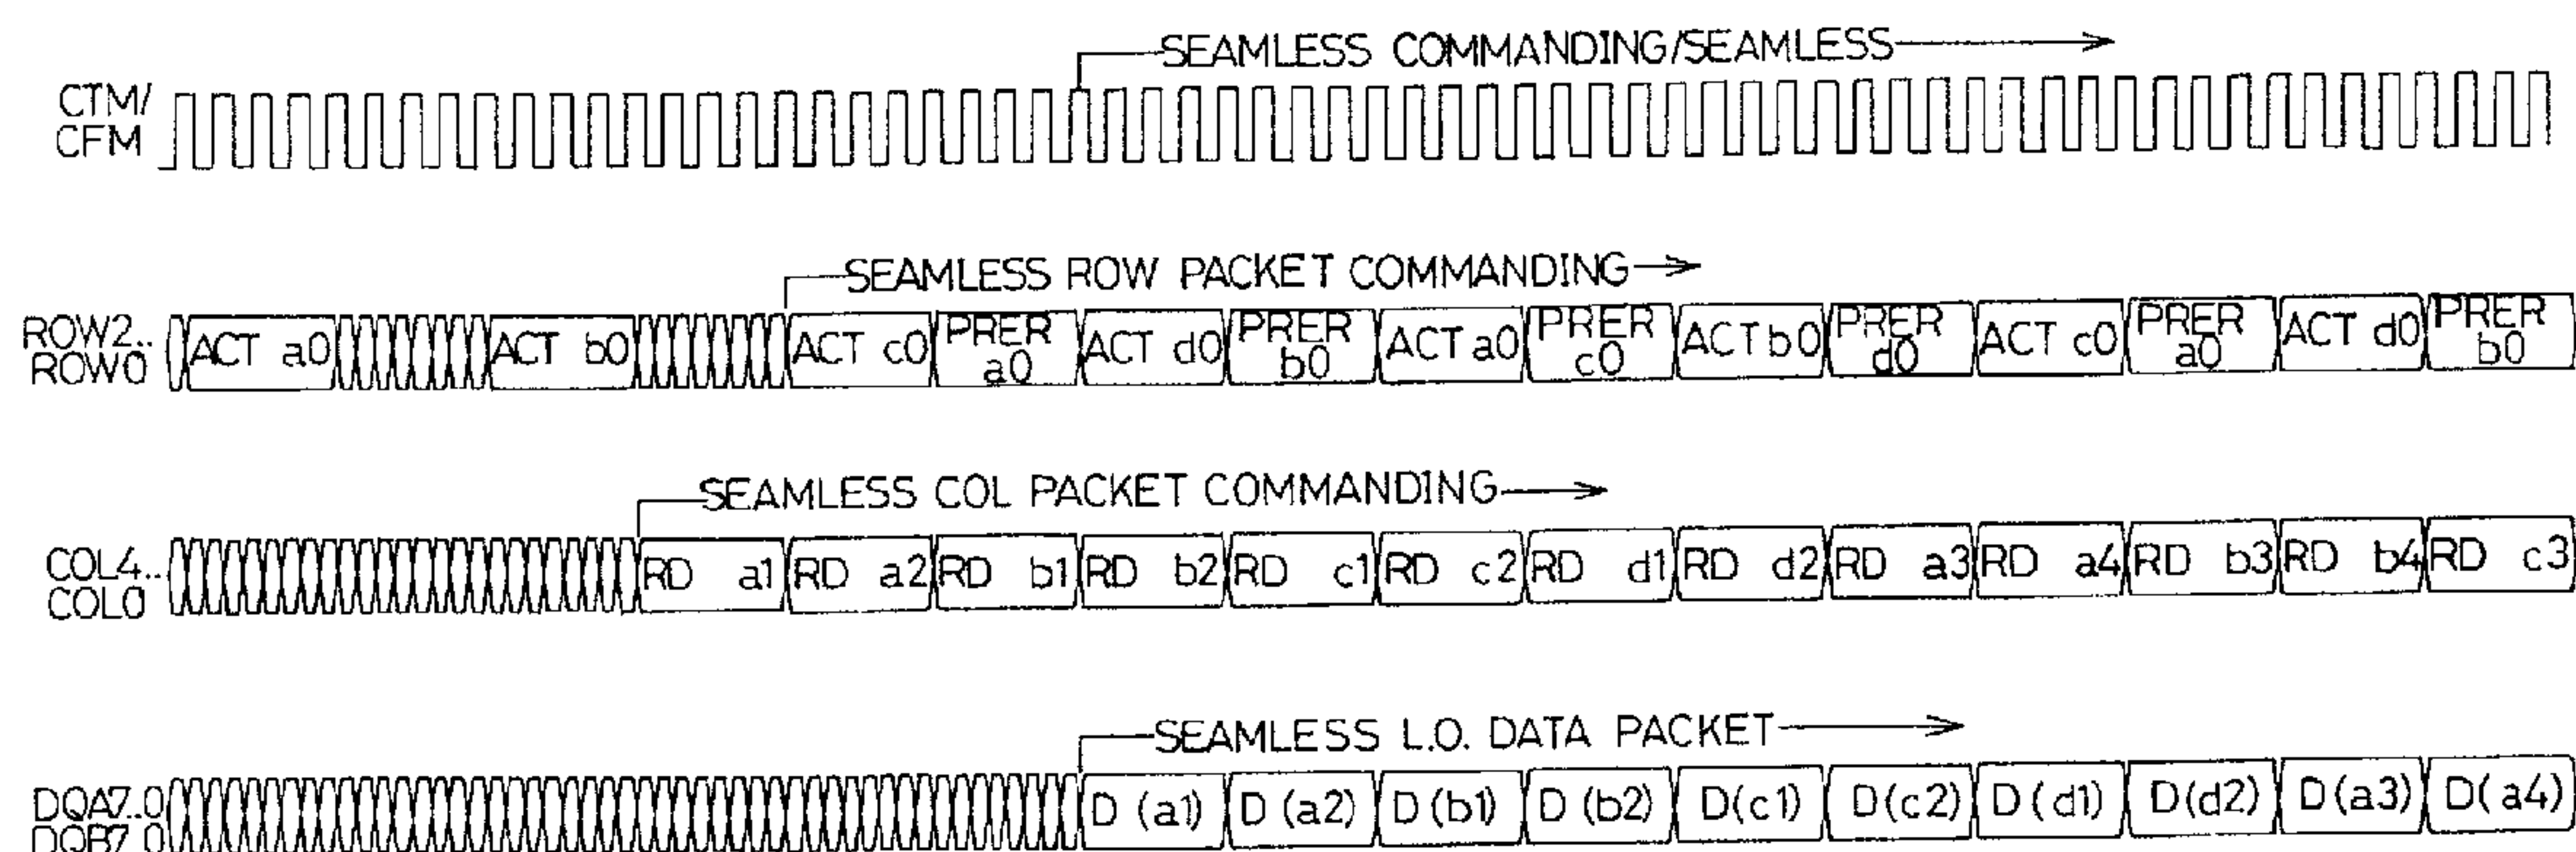 SEAMLESS COMMANDING/SEAMLESS
CTM/
CFM
SEAMLESS ROW PACKET COMMANDING
ROW2..
ROW0
ACT a0
ACT b0
ACT c0
PRER
a0
ACT d0
PRER
b0
ACT a0
PRER
c0
ACT b0
PRER
d0
ACT c0
PRER
a0
ACT d0
PRER
b0
SEAMLESS COL PACKET COMMANDING
COL4..
COL0
RD a1
RD a2
RD b1
RD b2
RD c1
RD c2
RD d1
RD d2
RD a3
RD a4
RD b3
RD b4
RD c3
SEAMLESS L.O. DATA PACKET
DQA7..0
DQB7..0
D (a1)
D (a2)
D (b1)
D (b2)
D(c1)
D(c2)
D(d1)
D(d2)
D(a3)
D(a4)